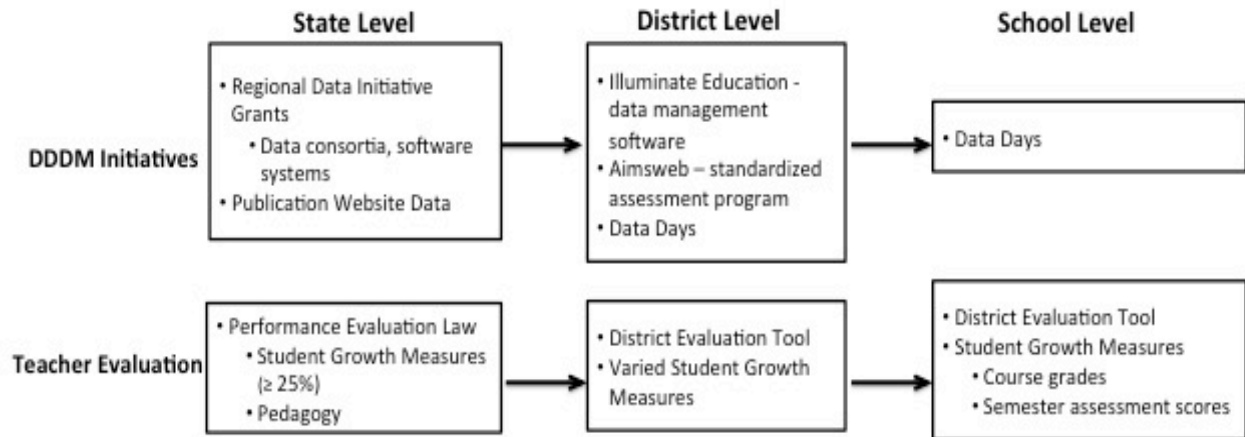 State Level
District Level
School Level
DDDM Initiatives
• Regional Data Initiative
Grants
• Data consortia, software
systems
• Publication Website Data
• Illuminate Education -
data management
software
• Aimsweb – standardized
assessment program
• Data Days
• Data Days
Teacher Evaluation
• Performance Evaluation Law
• Student Growth Measures
(≥ 25%)
• Pedagogy
• District Evaluation Tool
• Varied Student Growth
Measures
• District Evaluation Tool
• Student Growth Measures
• Course grades
• Semester assessment scores